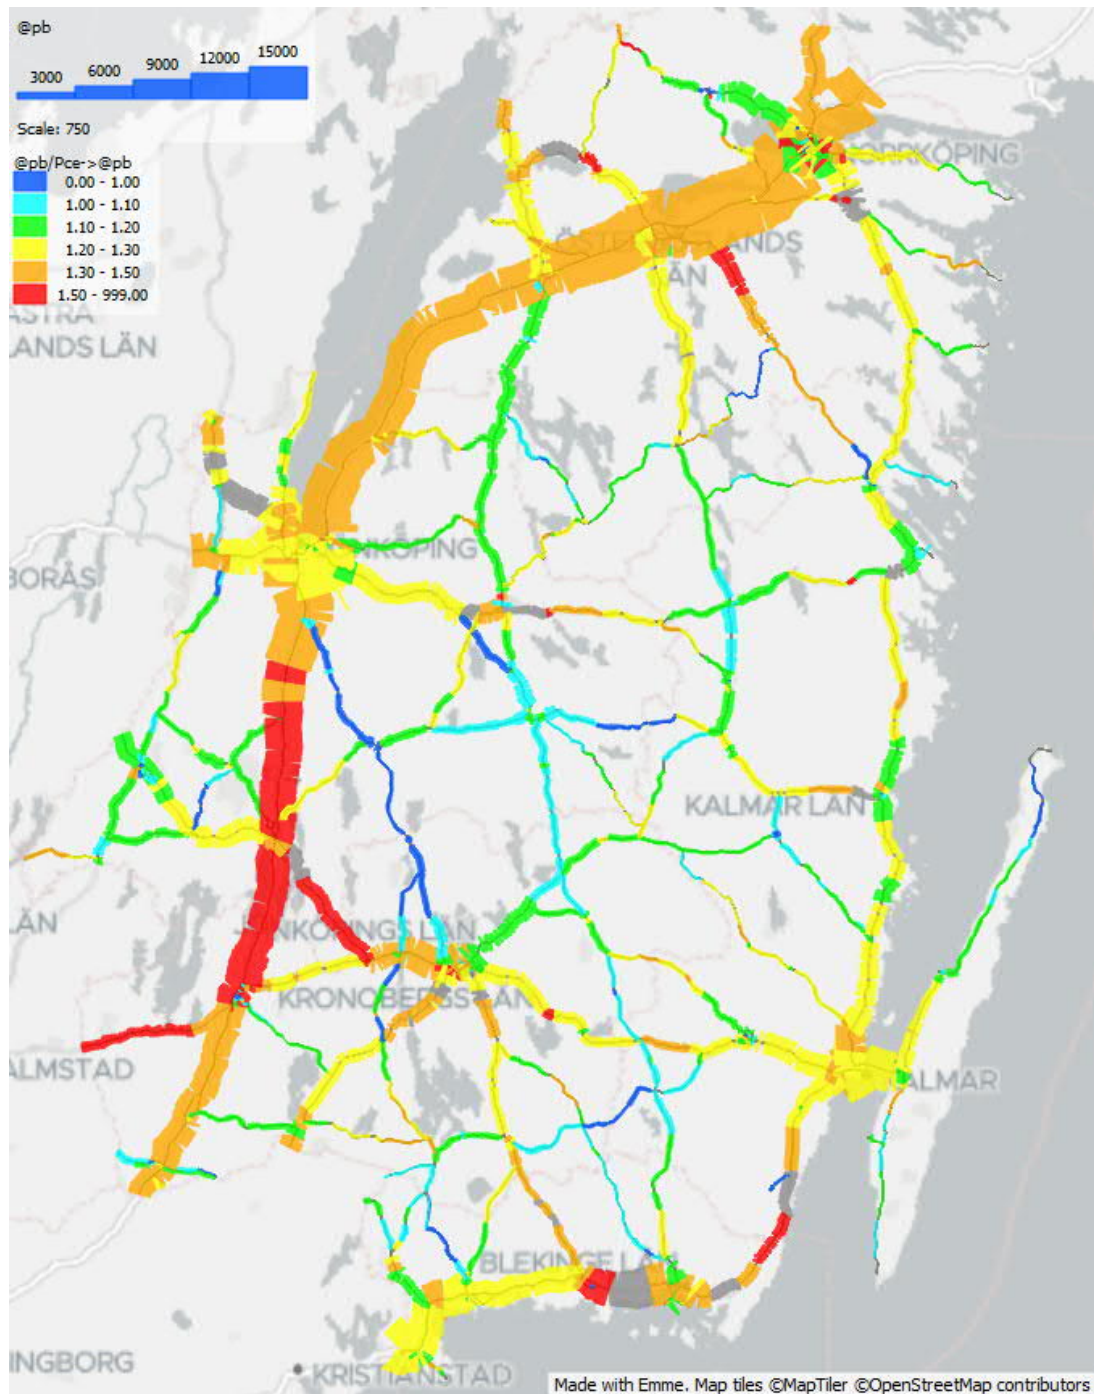 @pb
3000 6000 9000 12000 15000
Scale: 750
@pb/Pce->@pb
0.00 - 1.00
1.00 - 1.10
1.10 - 1.20
1.20 - 1.30
1.30 - 1.50
1.50 - 999.00
LANDS LÄN
BORÅS
KALMAR LÄN
KRONOBERGS LÄN
ALMSTAD
ALMAR
BLEKINGE LÄN
INGBORG
KRISTIANSTAD
Made with Emme. Map tiles ©MapTiler ©OpenStreetMap contributors